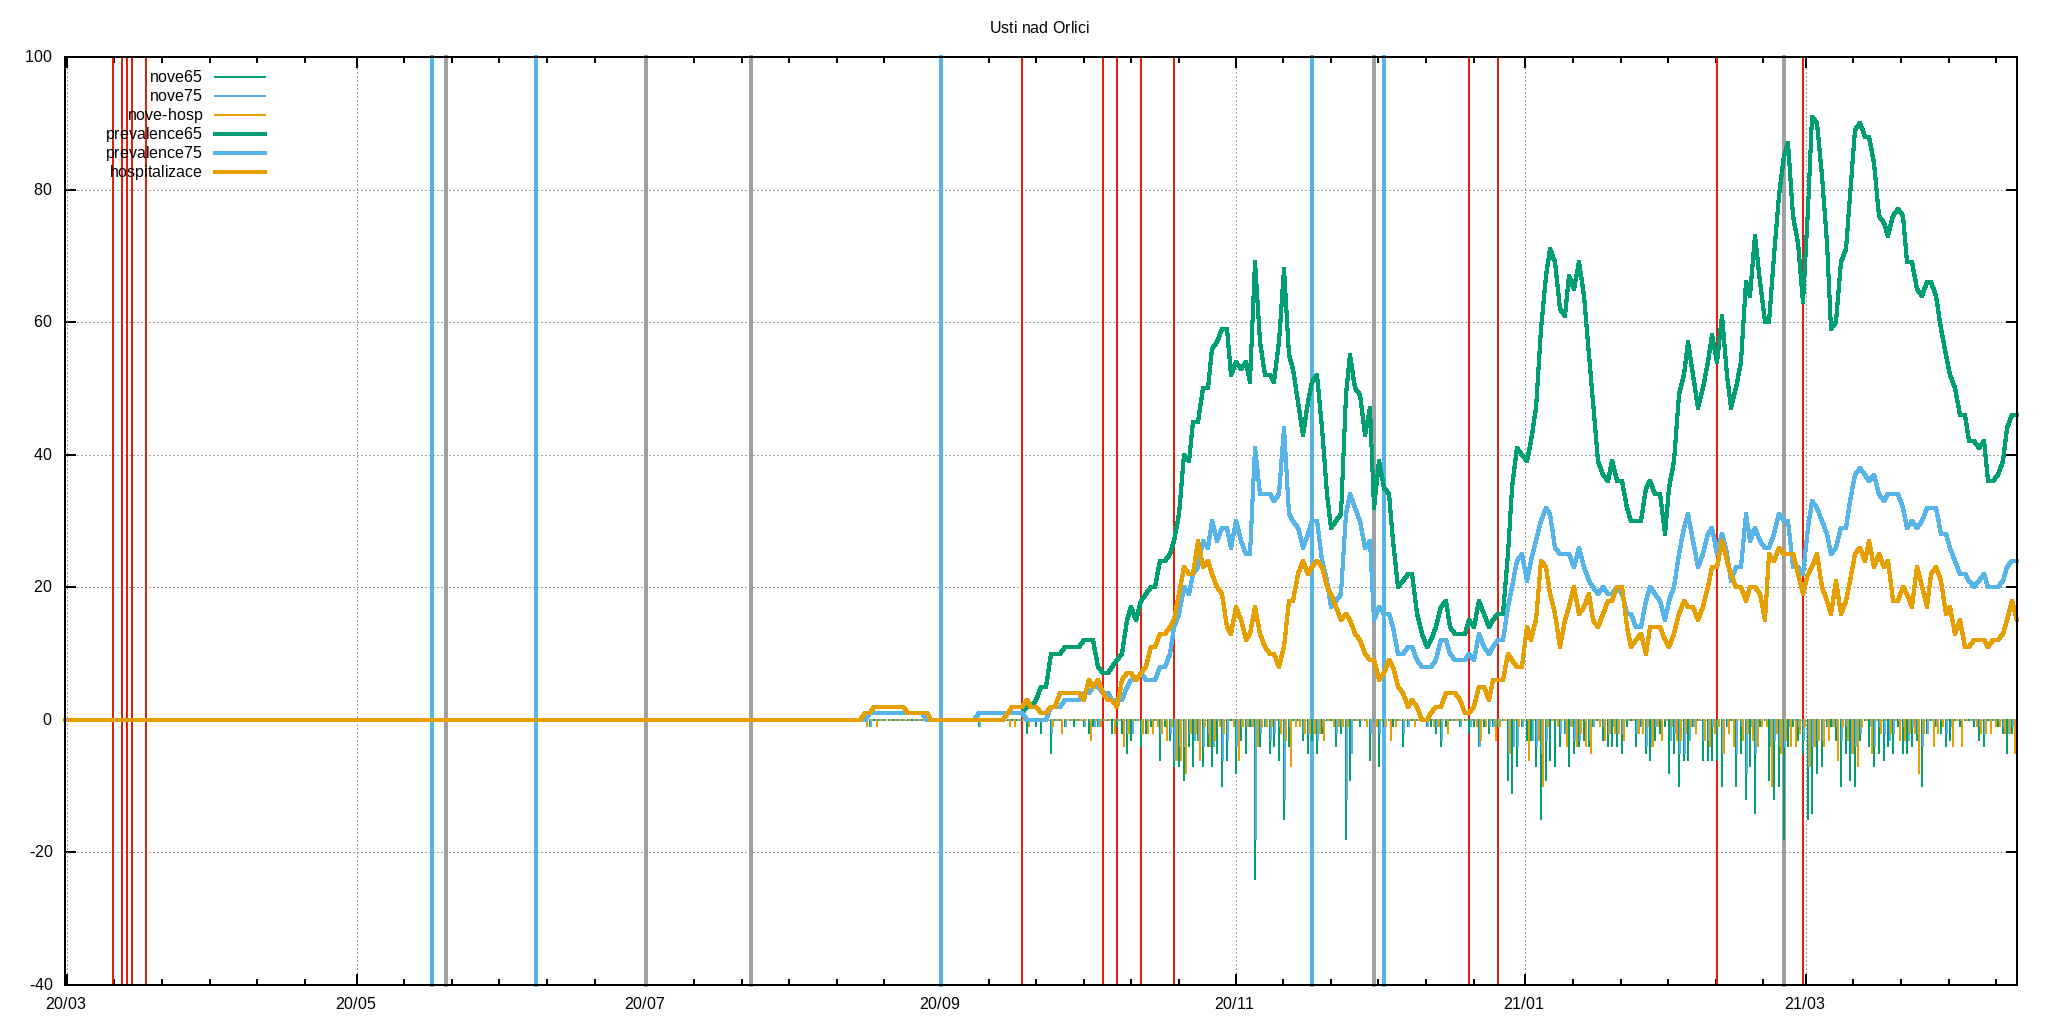 Usti nad Orlici
100
80
60
40
20
0
-20
-40
nove65
nove75
nove-hosp
prevalence65
prevalence75
hospitalizace
20/03 20/05 20/07 20/09 20/11 21/01 21/03